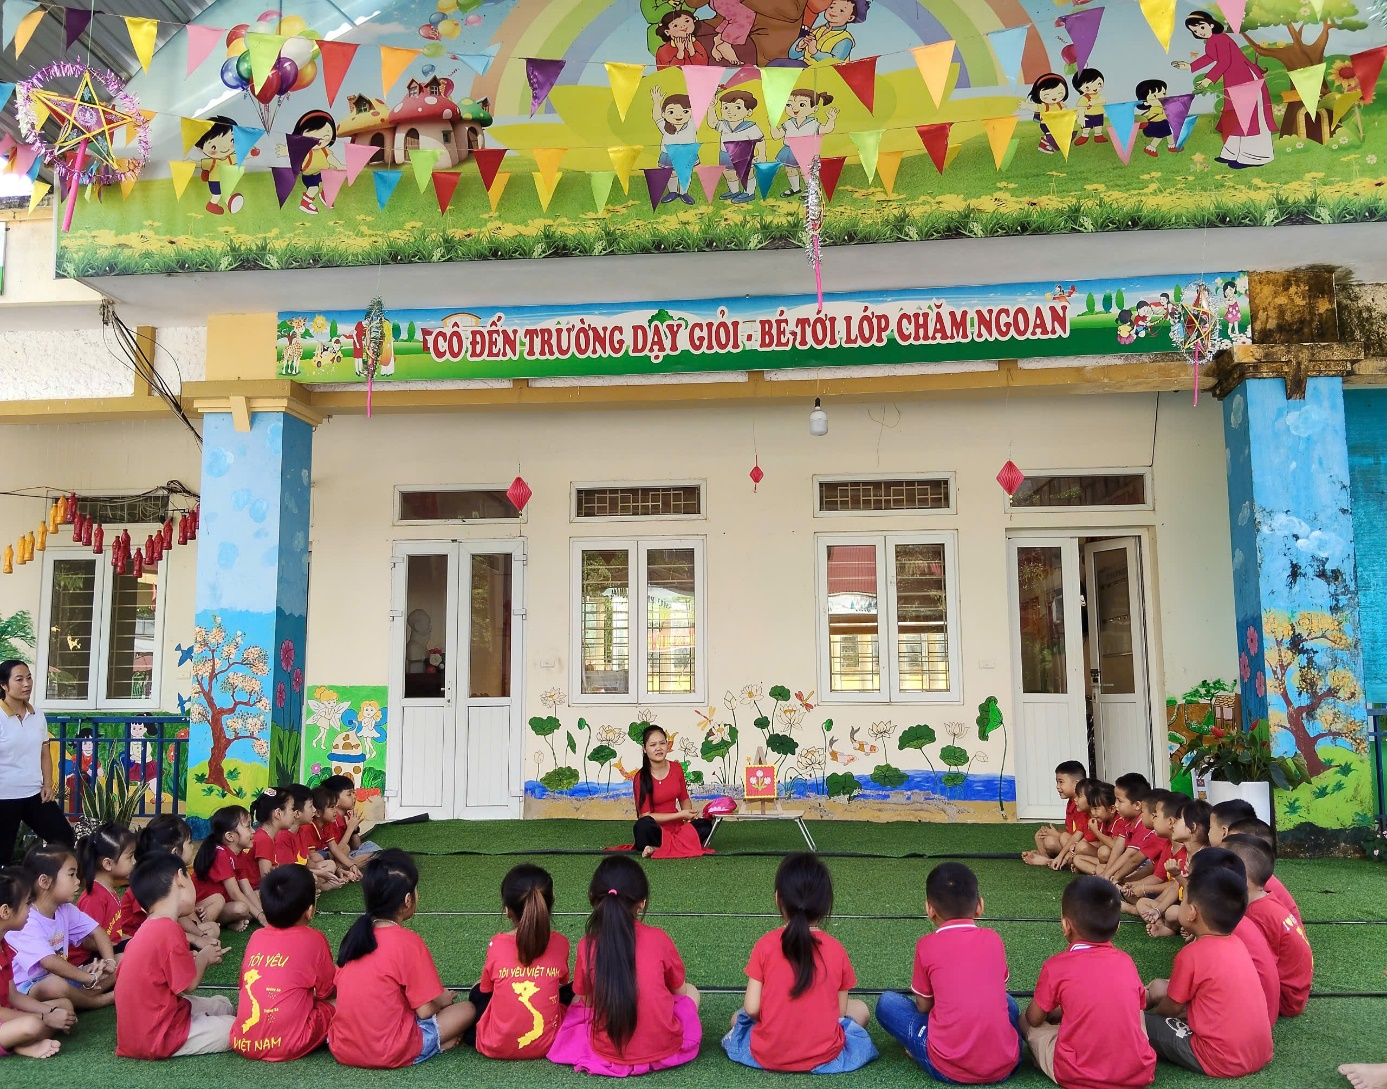 CÔ ĐẾN TRƯỜNG DẠY GIỎI - BÉ TỚI LỚP CHĂM NGOAN
TÔI YÊU
VIỆT NAM
TÔI YÊU VIỆT NAM